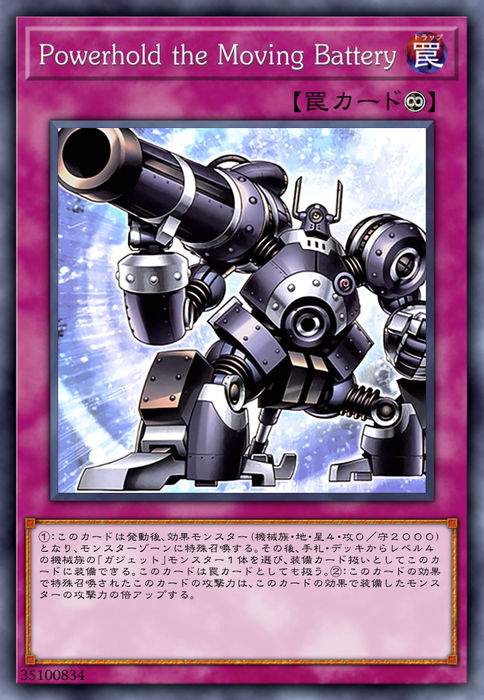 Powerhold the Moving Battery
トラップ
罠
【罠カード♾】
①:このカードは発動後、効果モンスター(機械族・地・星4・攻0/守2000)
となり、モンスターゾーンに特殊召喚する。その後、手札・デッキからレベル4
の機械族の「ガジェット」モンスター1体を選び、装備カード扱いとしてこのカー
ドに装備できる。このカードは罠カードとしても扱う。②:このカードの効果
で特殊召喚されたこのカードの攻撃力は、このカードの効果で装備したモンス
ターの攻撃力の倍アップする。
35100834